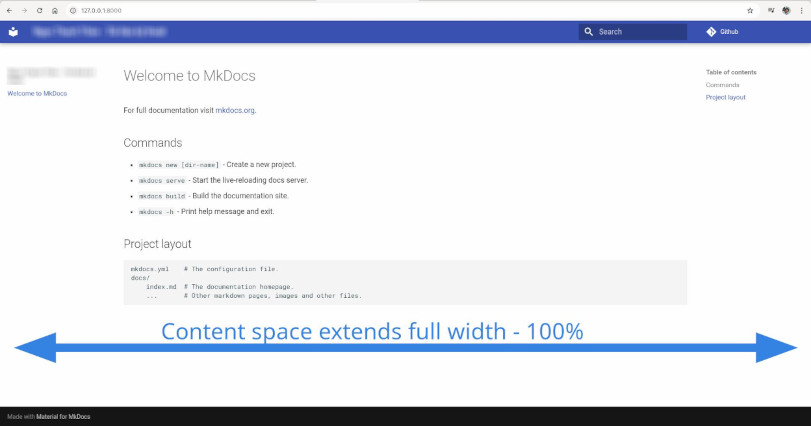 127.0.0.1:8000
Search
Github
Welcome to MkDocs
Welcome to MkDocs
For full documentation visit mkdocs.org.
Commands
mkdocs new [dir-name] - Create a new project.
mkdocs serve - Start the live-reloading docs server.
mkdocs build - Build the documentation site.
mkdocs -h - Print help message and exit.
Project layout
mkdocs.yml # The configuration file.
docs/
index.md # The documentation homepage.
... # Other markdown pages, images and other files.
Table of contents
Commands
Project layout
Content space extends full width - 100%
Made with Material for MkDocs